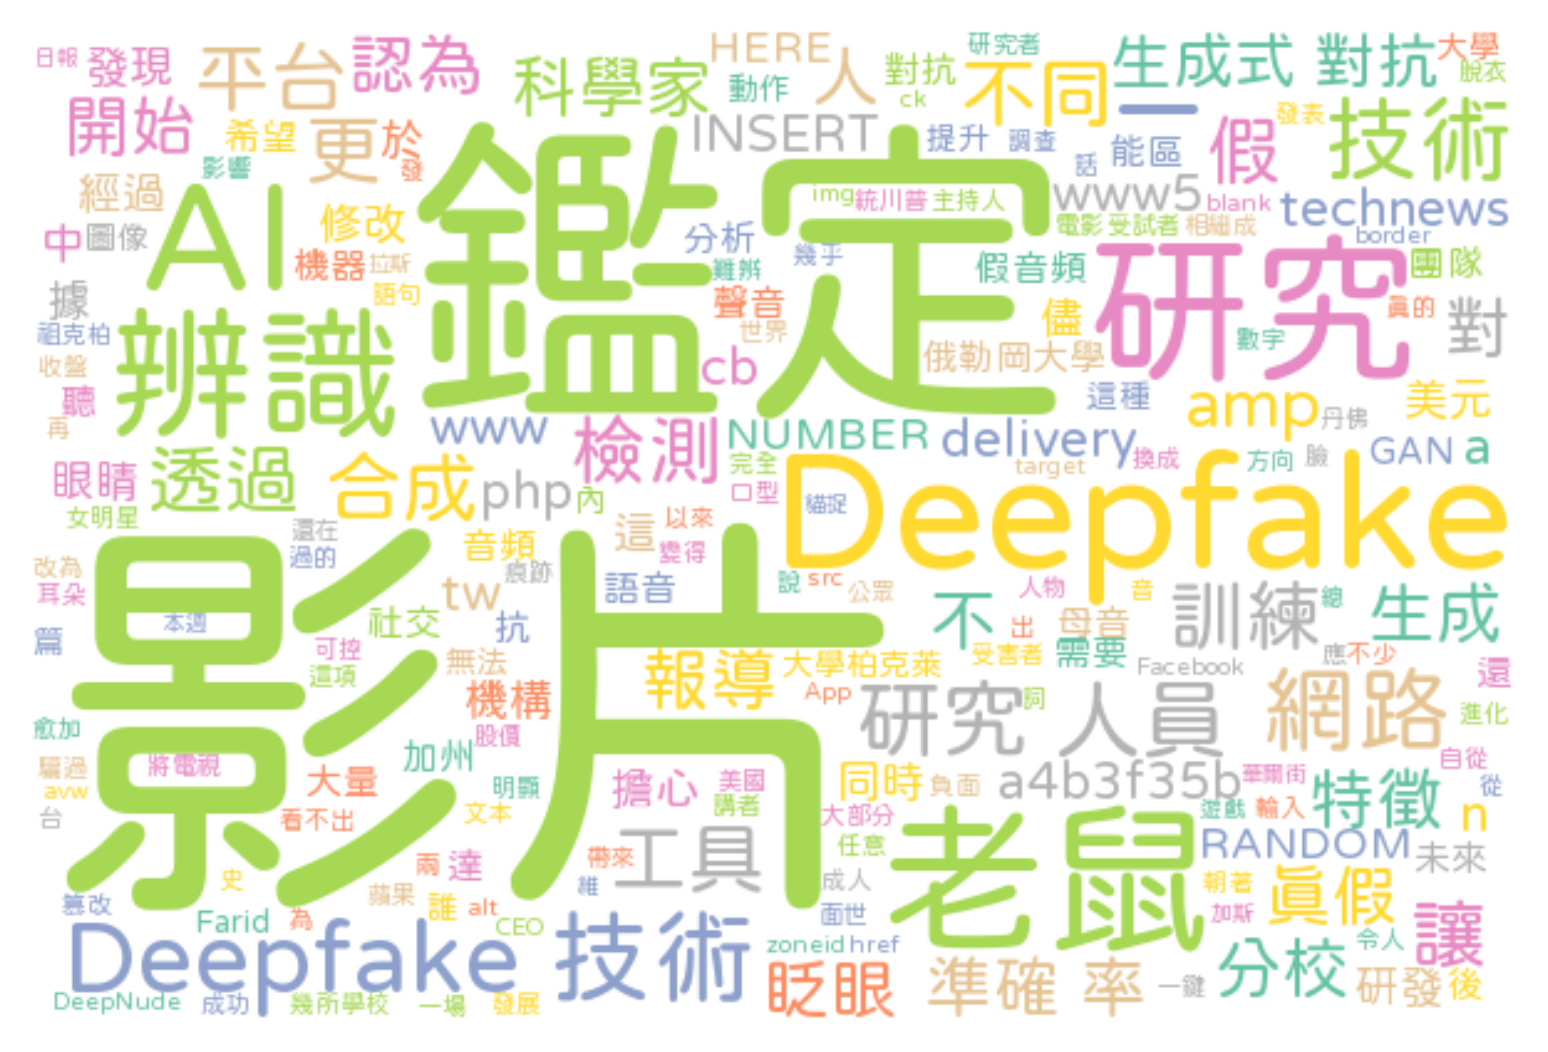 日報 發現 平台 認為 科學家 HERE 人 對抗 研究者 不同 生成式 對抗 大學
開始 希望 更 於 動作 ck 一 脫衣
影響 發 INSERT 提升 調查 假 發表 技術
經過 AI 修改 鑑定 img 統川普 主持人 話 能區 www5 blank technews
中 圖像 機器 拉斯 分析 幾乎 電影 受試者 相繼成 border
據 語句 難辨 聲音 假音頻 研究 團隊
祖克柏 辨識 世界 儘 數字 真的 對
收盤 cb 俄勒岡大學
聽 這種 amp 美元
再 www 檢測 NUMBER delivery 丹佛
眼睛 透過 合成 php 內 完全 target 換成 方向 臉 GAN a
女明星 還在 口型 Deepfake 貓捉
過的 音頻 這 以來
改為 痕跡 變得
耳朵 影片 tw 語音 說 src 公眾 人物 音 訓練 總 生成
篇 本週 社交 抗 不 出 母音
可控 無法 報導 大學柏克萊 受害者 需要 Facebook 應 不少
這項 機構 App 研究人員 詞 網路 還
愈加 股價 進化
騙過 將電視 加州 擔心 美國 同時 負面 a4b3f35b 華爾街 自從
avw 大量 明顯 講者 特徵 從
台 看不出 文本 大部分 老鼠 遊戲 輸入 n
兩 達 帶來 工具 任意 RANDOM 未來
史 蘋果 維 成人 朝著 真假
篡改 Farid 為 誰 alt CEO 面世 加斯 讓
Deepfake 技術 zoneid href 分校 令人
DeepNude 成功 幾所學校 一場 發展 眨眼 準確率 一鍵 研發 後